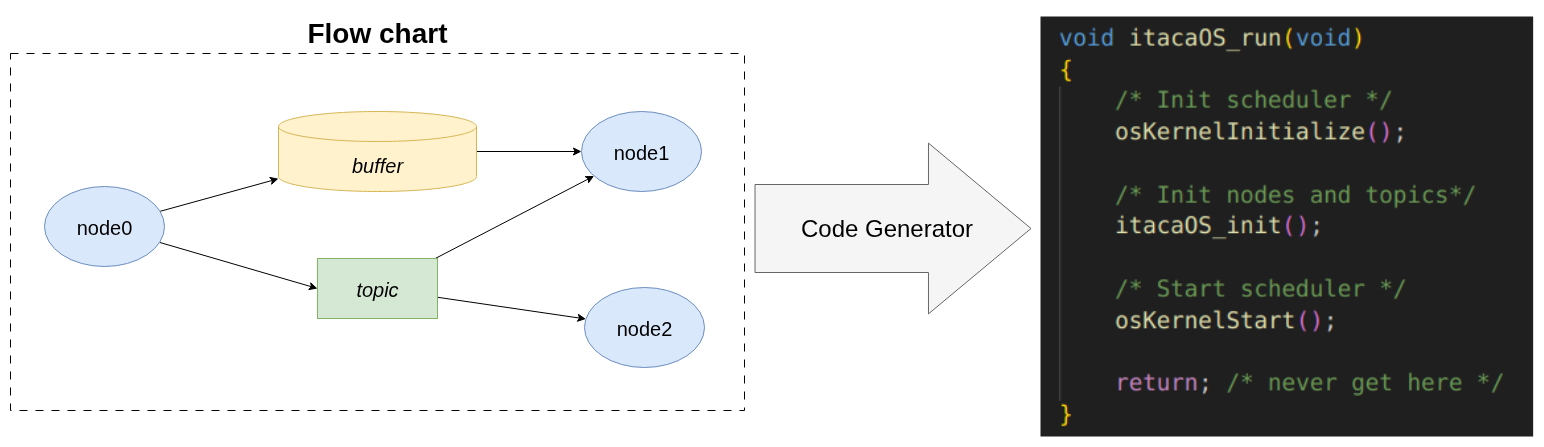 Flow chart
node0
buffer
topic
node1
node2
Code Generator
void itacaOS_run(void)
{
/* Init scheduler */
osKernelInitialize();
/* Init nodes and topics*/
itacaOS_init();
/* Start scheduler */
osKernelStart();
return; /* never get here */
}